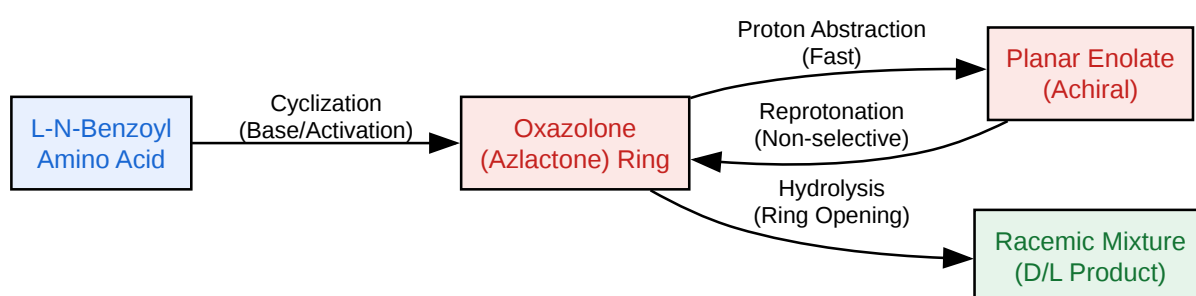 L-N-Benzoyl
Amino Acid
Cyclization
(Base/Activation)
Oxazolone
(Azlactone) Ring
Proton Abstraction
(Fast)
Planar Enolate
(Achiral)
Reprotonation
(Non-selective)
Hydrolysis
(Ring Opening)
Racemic Mixture
(D/L Product)